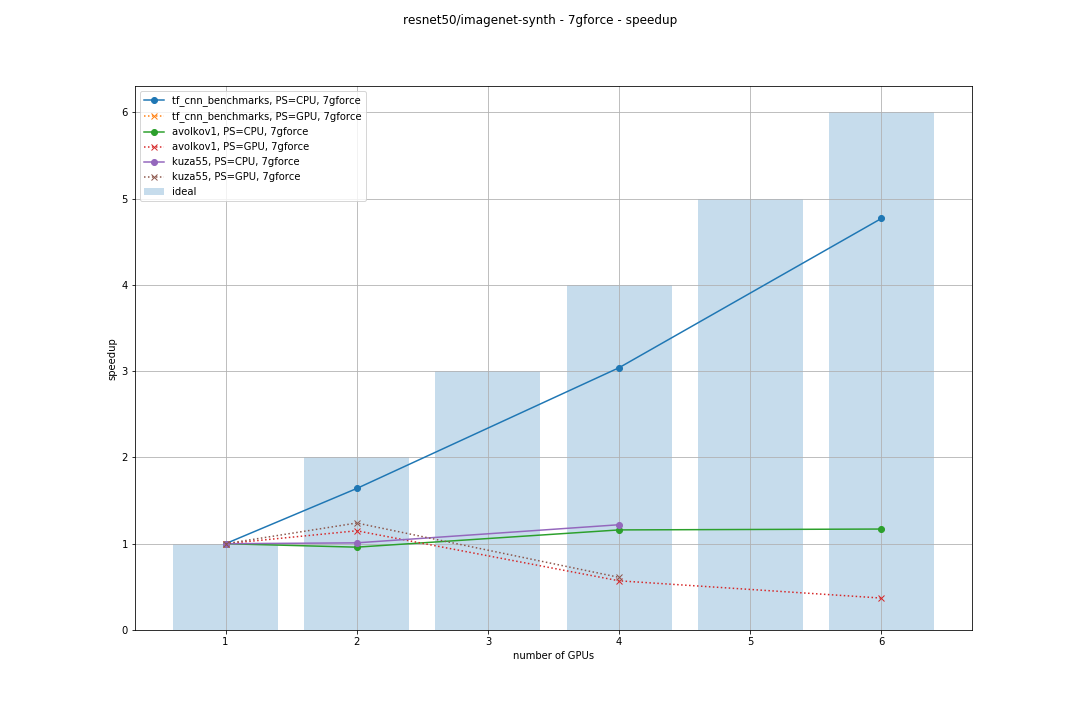 resnet50/imagenet-synth - 7gforce - speedup
tf_cnn_benchmarks, PS=CPU, 7gforce
tf_cnn_benchmarks, PS=GPU, 7gforce
avolkov1, PS=CPU, 7gforce
avolkov1, PS=GPU, 7gforce
kuza55, PS=CPU, 7gforce
kuza55, PS=GPU, 7gforce
ideal
6
5
4
3
2
1
0
speedup
1 2 3 4 5 6
number of GPUs